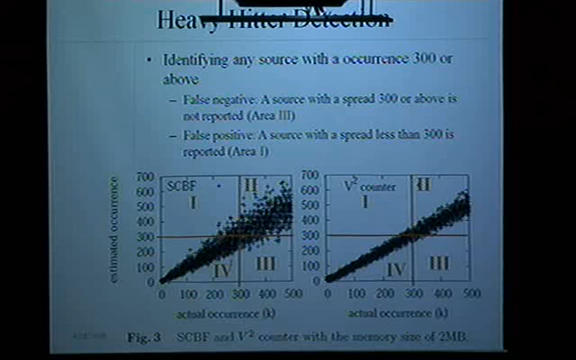 Heavy Hitter Detection
• Identifying any source with a occurrence 300 or
above
– False negative: A source with a spread 300 or above is
not reported (Area III)
– False positive: A source with a spread less than 300 is
reported (Area I)
estimated occurrence
700
600
500
400
300
200
100
0
SCBF
I
II
III
IV
0 100 200 300 400 500
actual occurrence (k)
700
600
500
400
300
200
100
0
V² counter
I
II
III
IV
0 100 200 300 400 500
actual occurrence (k)
Fig. 3 SCBF and V² counter with the memory size of 2MB.